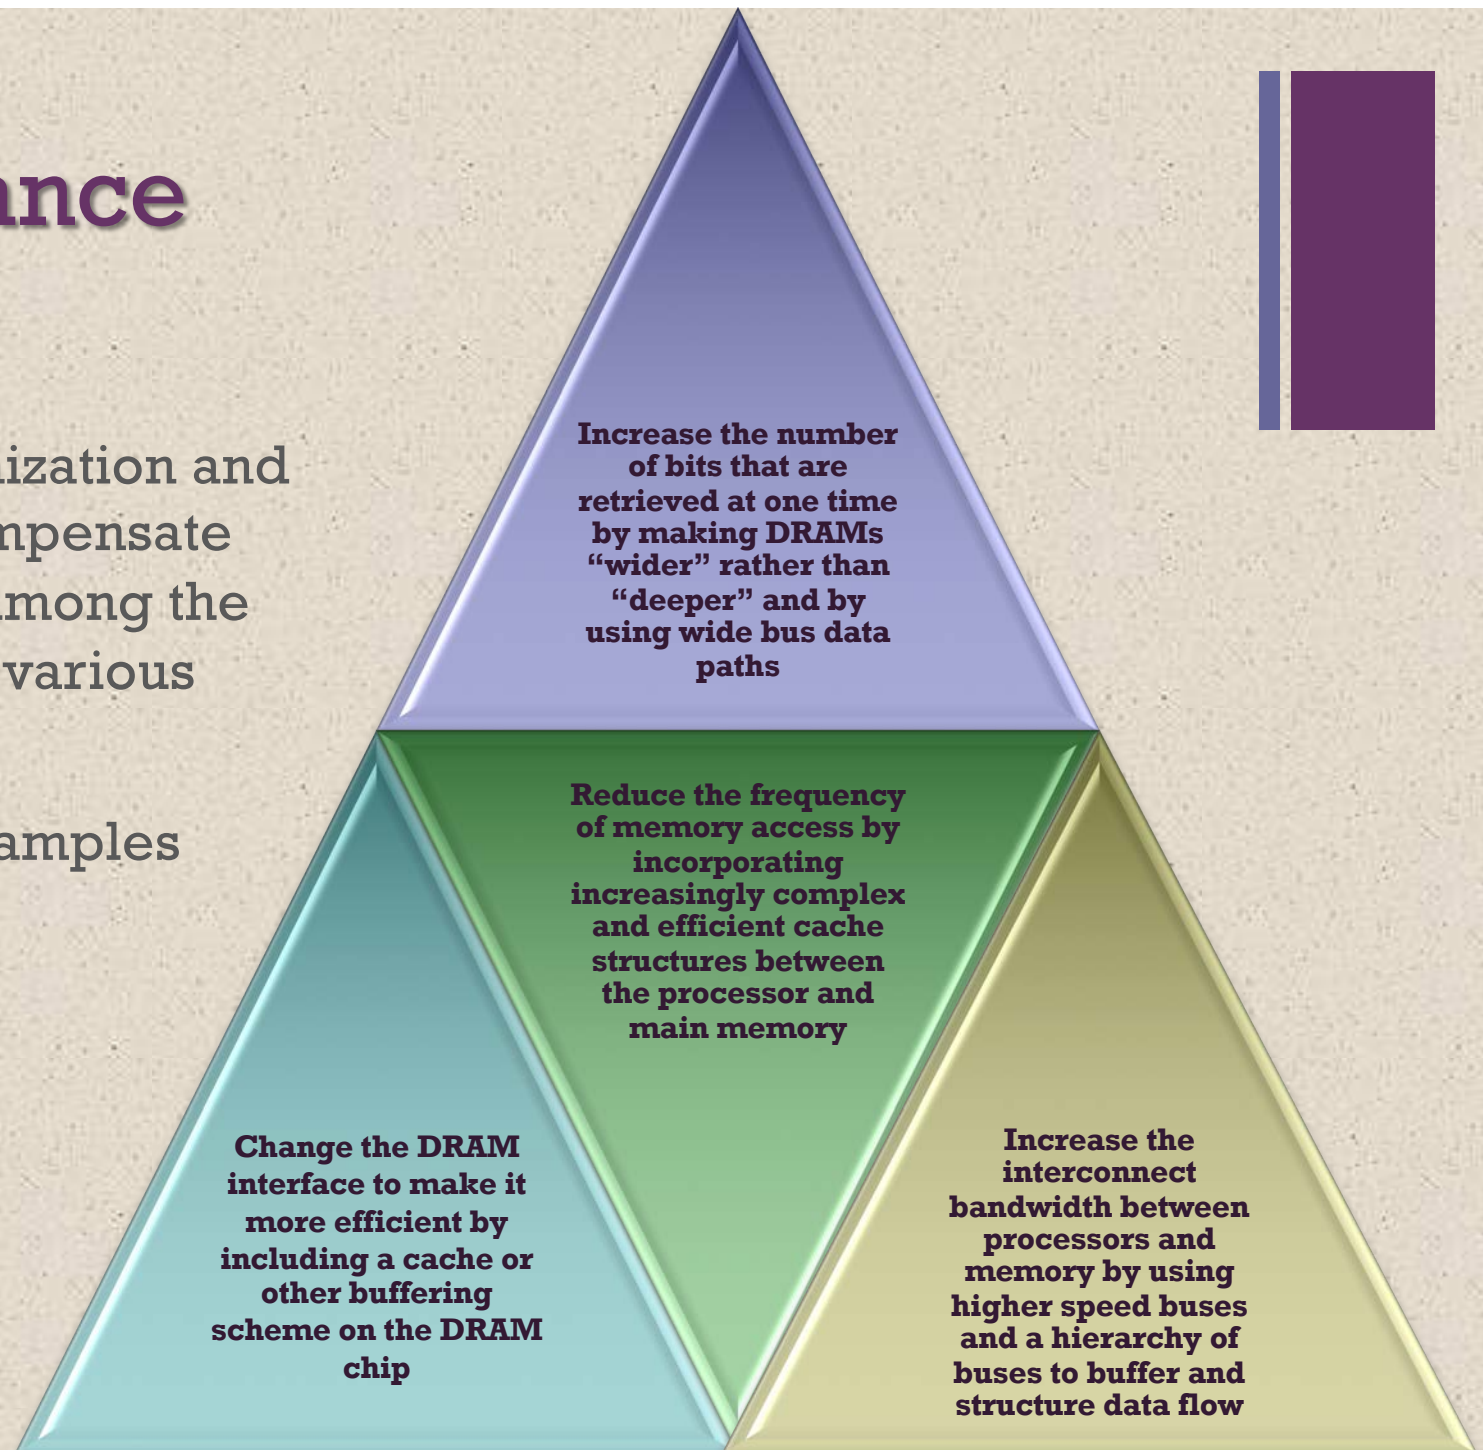 ance
nization and
mpensate
among the
various
amples
Increase the number
of bits that are
retrieved at one time
by making DRAMs
“wider” rather than
“deeper” and by
using wide bus data
paths
Reduce the frequency
of memory access by
incorporating
increasingly complex
and efficient cache
structures between
the processor and
main memory
Change the DRAM
interface to make it
more efficient by
including a cache or
other buffering
scheme on the DRAM
chip
Increase the
interconnect
bandwidth between
processors and
memory by using
higher speed buses
and a hierarchy of
buses to buffer and
structure data flow